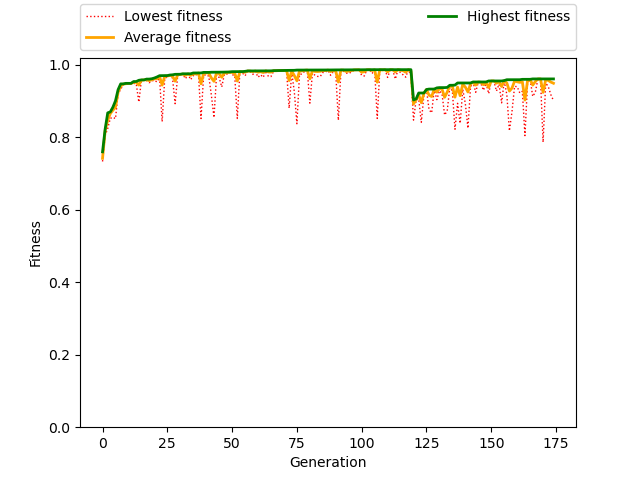 Lowest fitness
Average fitness
Highest fitness
1.0
0.8
0.6
0.4
0.2
0.0
Fitness
0 25 50 75 100 125 150 175
Generation